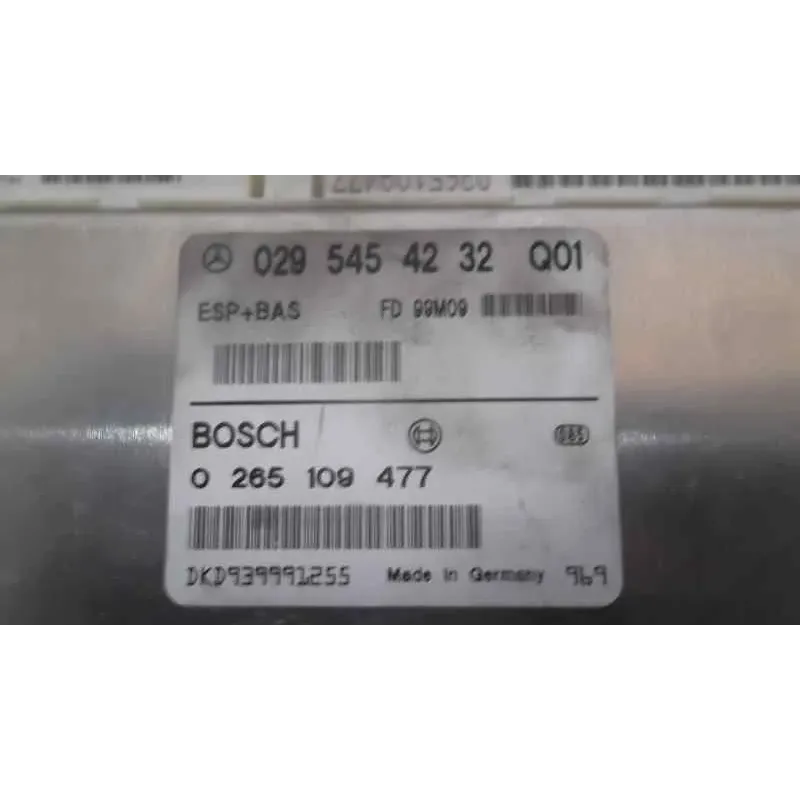 0265109477
029 545 42 32 Q01
ESP+BAS FD 99M09
BOSCH
0 265 109 477
DKD939991255 Made in Germany 969